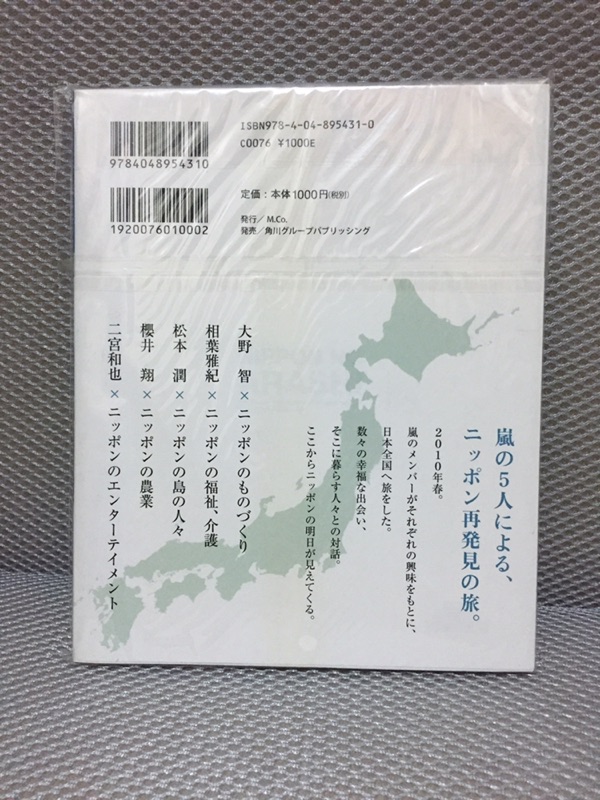 ISBN978-4-04-895431-0
C0076 ¥1000E
9784048954310
定価：本体1000円(税別)
1920076010002
発行／M.Co.
発売／角川グループパブリッシング
嵐の5人による、
ニッポン再発見の旅。
2010年春。
嵐のメンバーがそれぞれの興味をもとに、
日本全国へ旅をした。
数々の幸福な出会い、
そこに暮らす人々との対話。
ここからニッポンの明日が見えてくる。
大野　智×ニッポンのものづくり
相葉雅紀×ニッポンの福祉、介護
松本　潤×ニッポンの島の人々
櫻井　翔×ニッポンの農業
二宮和也×ニッポンのエンターテイメント